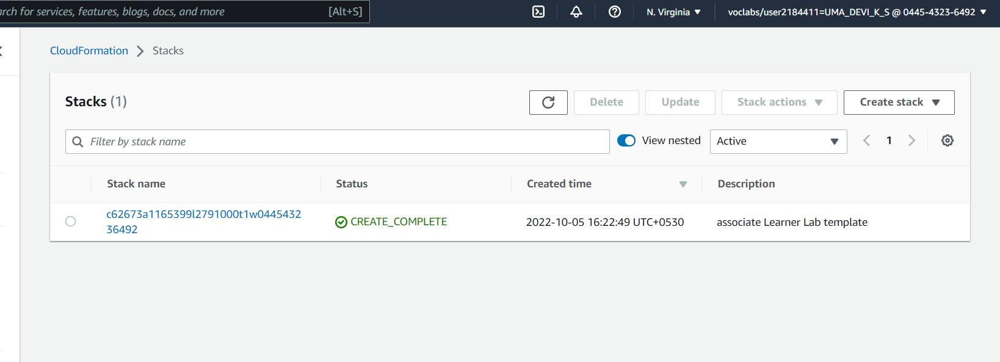 rch for services, features, blogs, docs, and more [Alt+S] N. Virginia voclabs/user2184411=UMA_DEVI_K_S @ 0445-4323-6492
CloudFormation Stacks
Stacks (1) Delete Update Stack actions Create stack
Filter by stack name View nested Active 1
Stack name Status Created time Description
c62673a1165399l2791000t1w0445432
36492
CREATE_COMPLETE 2022-10-05 16:22:49 UTC+0530 associate Learner Lab template